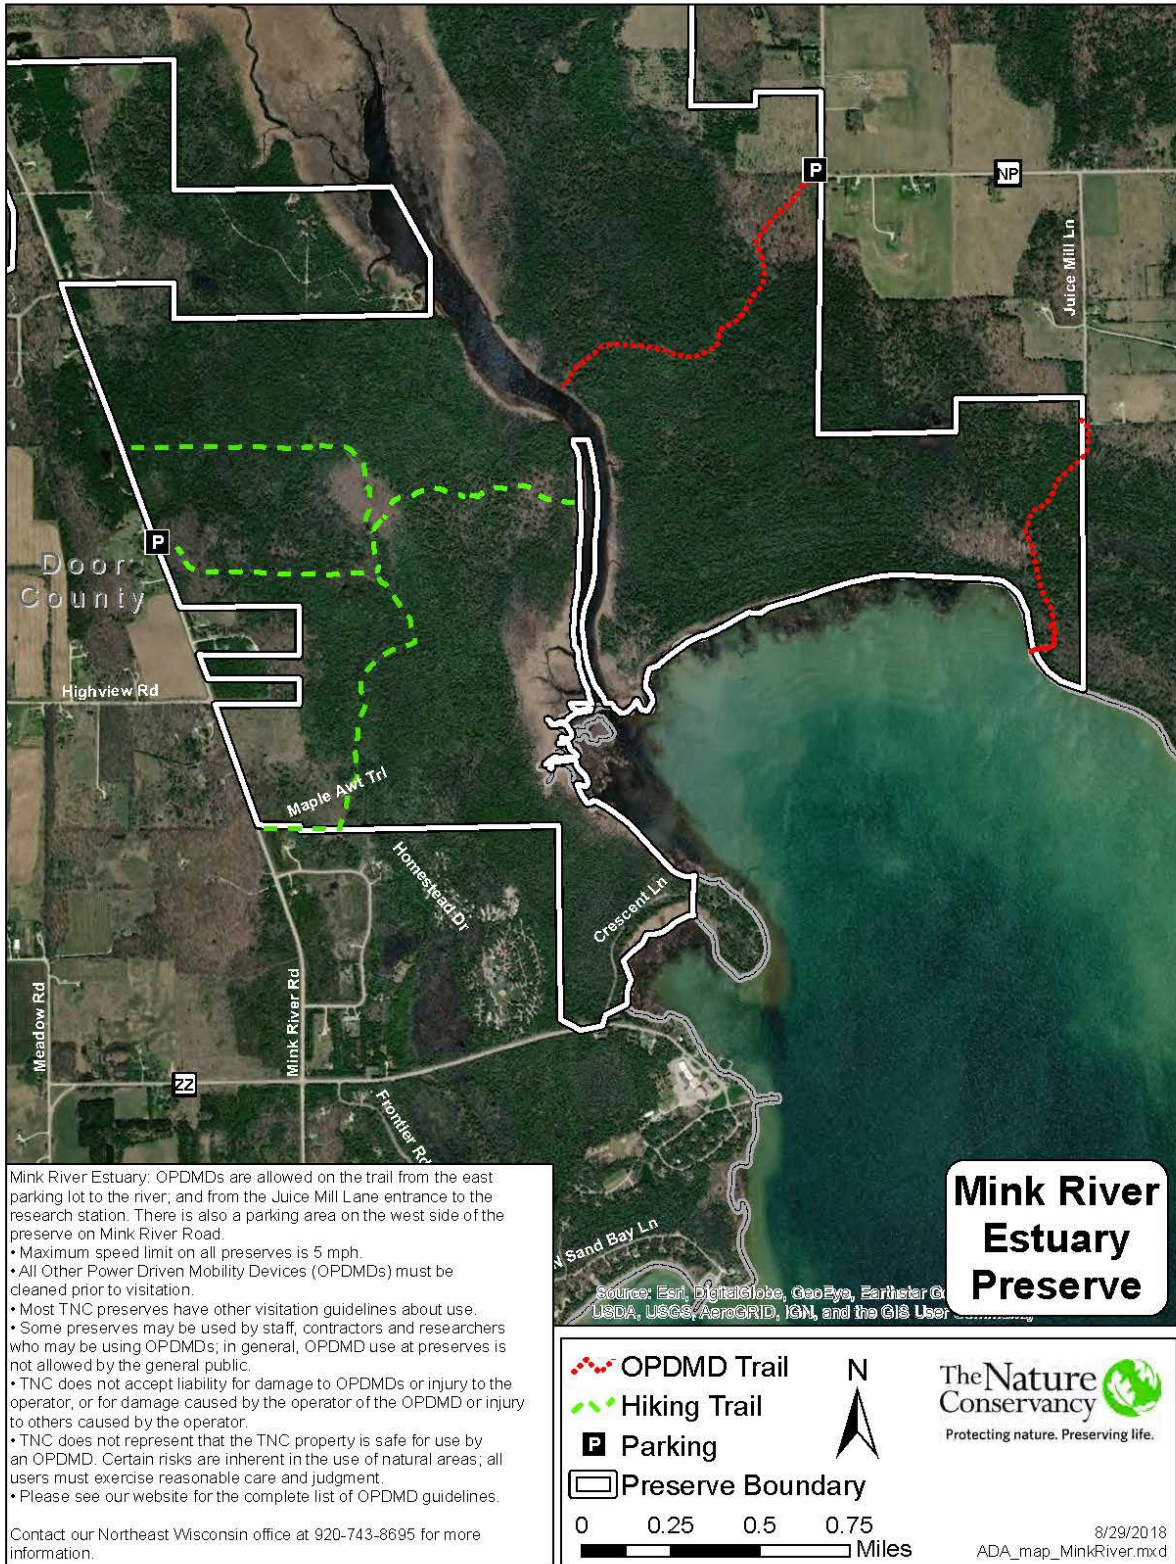 P
NP
Juice Mill Ln
P
Door
County
Highview Rd
Maple Awt Trl
Homestead Dr
Crescent Ln
Meadow Rd
Mink River Rd
ZZ
Frontier Rd
N Sand Bay Ln
Source: Esri, DigitalGlobe, GeoEye, Earthstar
USDA, USGS, AeroGRID, IGN, and the GIS User Community
Mink River
Estuary
Preserve
Mink River Estuary: OPDMDs are allowed on the trail from the east
parking lot to the river; and from the Juice Mill Lane entrance to the
research station. There is also a parking area on the west side of the
preserve on Mink River Road.
• Maximum speed limit on all preserves is 5 mph.
• All Other Power Driven Mobility Devices (OPDMDs) must be
cleaned prior to visitation.
• Most TNC preserves have other visitation guidelines about use.
• Some preserves may be used by staff, contractors and researchers
who may be using OPDMDs; in general, OPDMD use at preserves is
not allowed by the general public.
• TNC does not accept liability for damage to OPDMDs or injury to the
operator, or for damage caused by the operator of the OPDMD or injury
to others caused by the operator.
• TNC does not represent that the TNC property is safe for use by
an OPDMD. Certain risks are inherent in the use of natural areas; all
users must exercise reasonable care and judgment.
• Please see our website for the complete list of OPDMD guidelines.
Contact our Northeast Wisconsin office at 920-743-8695 for more
information.
OPDMD Trail
Hiking Trail
P Parking
Preserve Boundary
N
0 0.25 0.5 0.75
Miles
The Nature
Conservancy
Protecting nature. Preserving life.
8/29/2018
ADA_map_MinkRiver.mxd